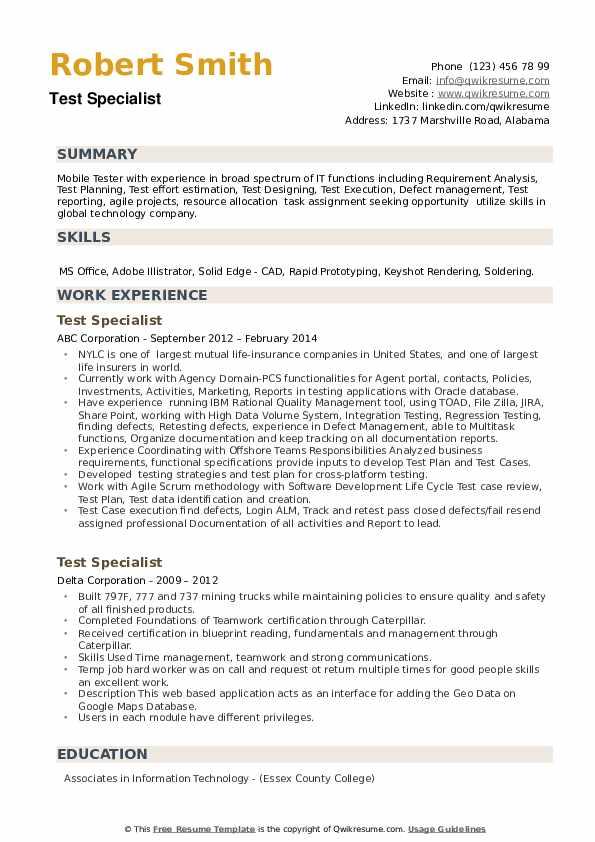 Robert Smith
Test Specialist
Phone (123) 456 78 99
Email: info@qwikresume.com
Website : www.qwikresume.com
LinkedIn: linkedin.com/qwikresume
Address: 1737 Marshville Road, Alabama
SUMMARY
Mobile Tester with experience in broad spectrum of IT functions including Requirement Analysis,
Test Planning, Test effort estimation, Test Designing, Test Execution, Defect management, Test
reporting, agile projects, resource allocation task assignment seeking opportunity utilize skills in
global technology company.
SKILLS
MS Office, Adobe Illistrator, Solid Edge - CAD, Rapid Prototyping, Keyshot Rendering, Soldering.
WORK EXPERIENCE
Test Specialist
ABC Corporation - September 2012 – February 2014
• NYLC is one of largest mutual life-insurance companies in United States, and one of largest
life insurers in world.
• Currently work with Agency Domain-PCS functionalities for Agent portal, contacts, Policies,
Investments, Activities, Marketing, Reports in testing applications with Oracle database.
• Have experience running IBM Rational Quality Management tool, using TOAD, File Zilla, JIRA,
Share Point, working with High Data Volume System, Integration Testing, Regression Testing,
finding defects, Retesting defects, experience in Defect Management, able to Multitask
functions, Organize documentation and keep tracking on all documentation reports.
• Experience Coordinating with Offshore Teams Responsibilities Analyzed business
requirements, functional specifications provide inputs to develop Test Plan and Test Cases.
• Developed testing strategies and test plan for cross-platform testing.
• Work with Agile Scrum methodology with Software Development Life Cycle Test case review,
Test Plan, Test data identification and creation.
• Test Case execution find defects, Login ALM, Track and retest pass closed defects/fail resend
assigned professional Documentation of all activities and Report to lead.
Test Specialist
Delta Corporation - 2009 – 2012
• Built 797F, 777 and 737 mining trucks while maintaining policies to ensure quality and safety
of all finished products.
• Completed Foundations of Teamwork certification through Caterpillar.
• Received certification in blueprint reading, fundamentals and management through
Caterpillar.
• Skills Used Time management, teamwork and strong communications.
• Temp job hard worker was on call and request ot return multiple times for good people skills
an excellent work.
• Description This web based application acts as an interface for adding the Geo Data on
Google Maps Database.
• Users in each module have different privileges.
EDUCATION
Associates in Information Technology - (Essex County College)
© This Free Resume Template is the copyright of Qwikresume.com. Usage Guidelines